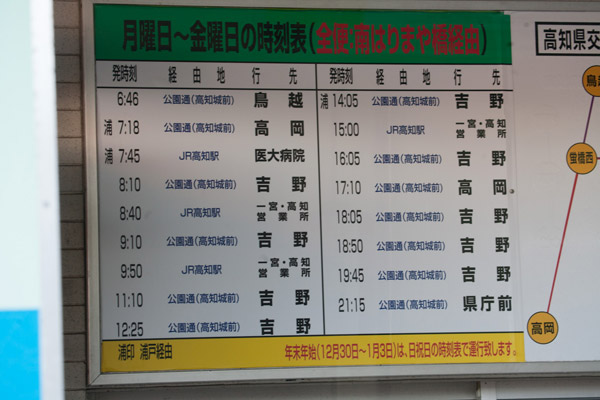 月曜日～金曜日の時刻表(全便、南はりまや橋経由)
発時刻 経由地 行先
6:46 公園通(高知城前) 鳥越
浦 7:18 公園通(高知城前) 高岡
浦 7:45 JR高知駅 医大病院
8:10 公園通(高知城前) 吉野
8:40 JR高知駅 一宮・高知営業所
9:10 公園通(高知城前) 吉野
9:50 JR高知駅 一宮・高知営業所
11:10 公園通(高知城前) 吉野
12:25 公園通(高知城前) 吉野
発時刻 経由地 行先
浦 14:05 公園通(高知城前) 吉野
15:00 JR高知駅 一宮・高知営業所
16:05 公園通(高知城前) 吉野
17:10 公園通(高知城前) 高岡
18:05 公園通(高知城前) 吉野
18:50 公園通(高知城前) 吉野
19:45 公園通(高知城前) 吉野
21:15 公園通(高知城前) 県庁前
浦印 浦戸経由
年末年始(12月30日～1月3日)は、日祝日の時刻表で運行致します。
高知県交
鳥
蛍橋西
高岡